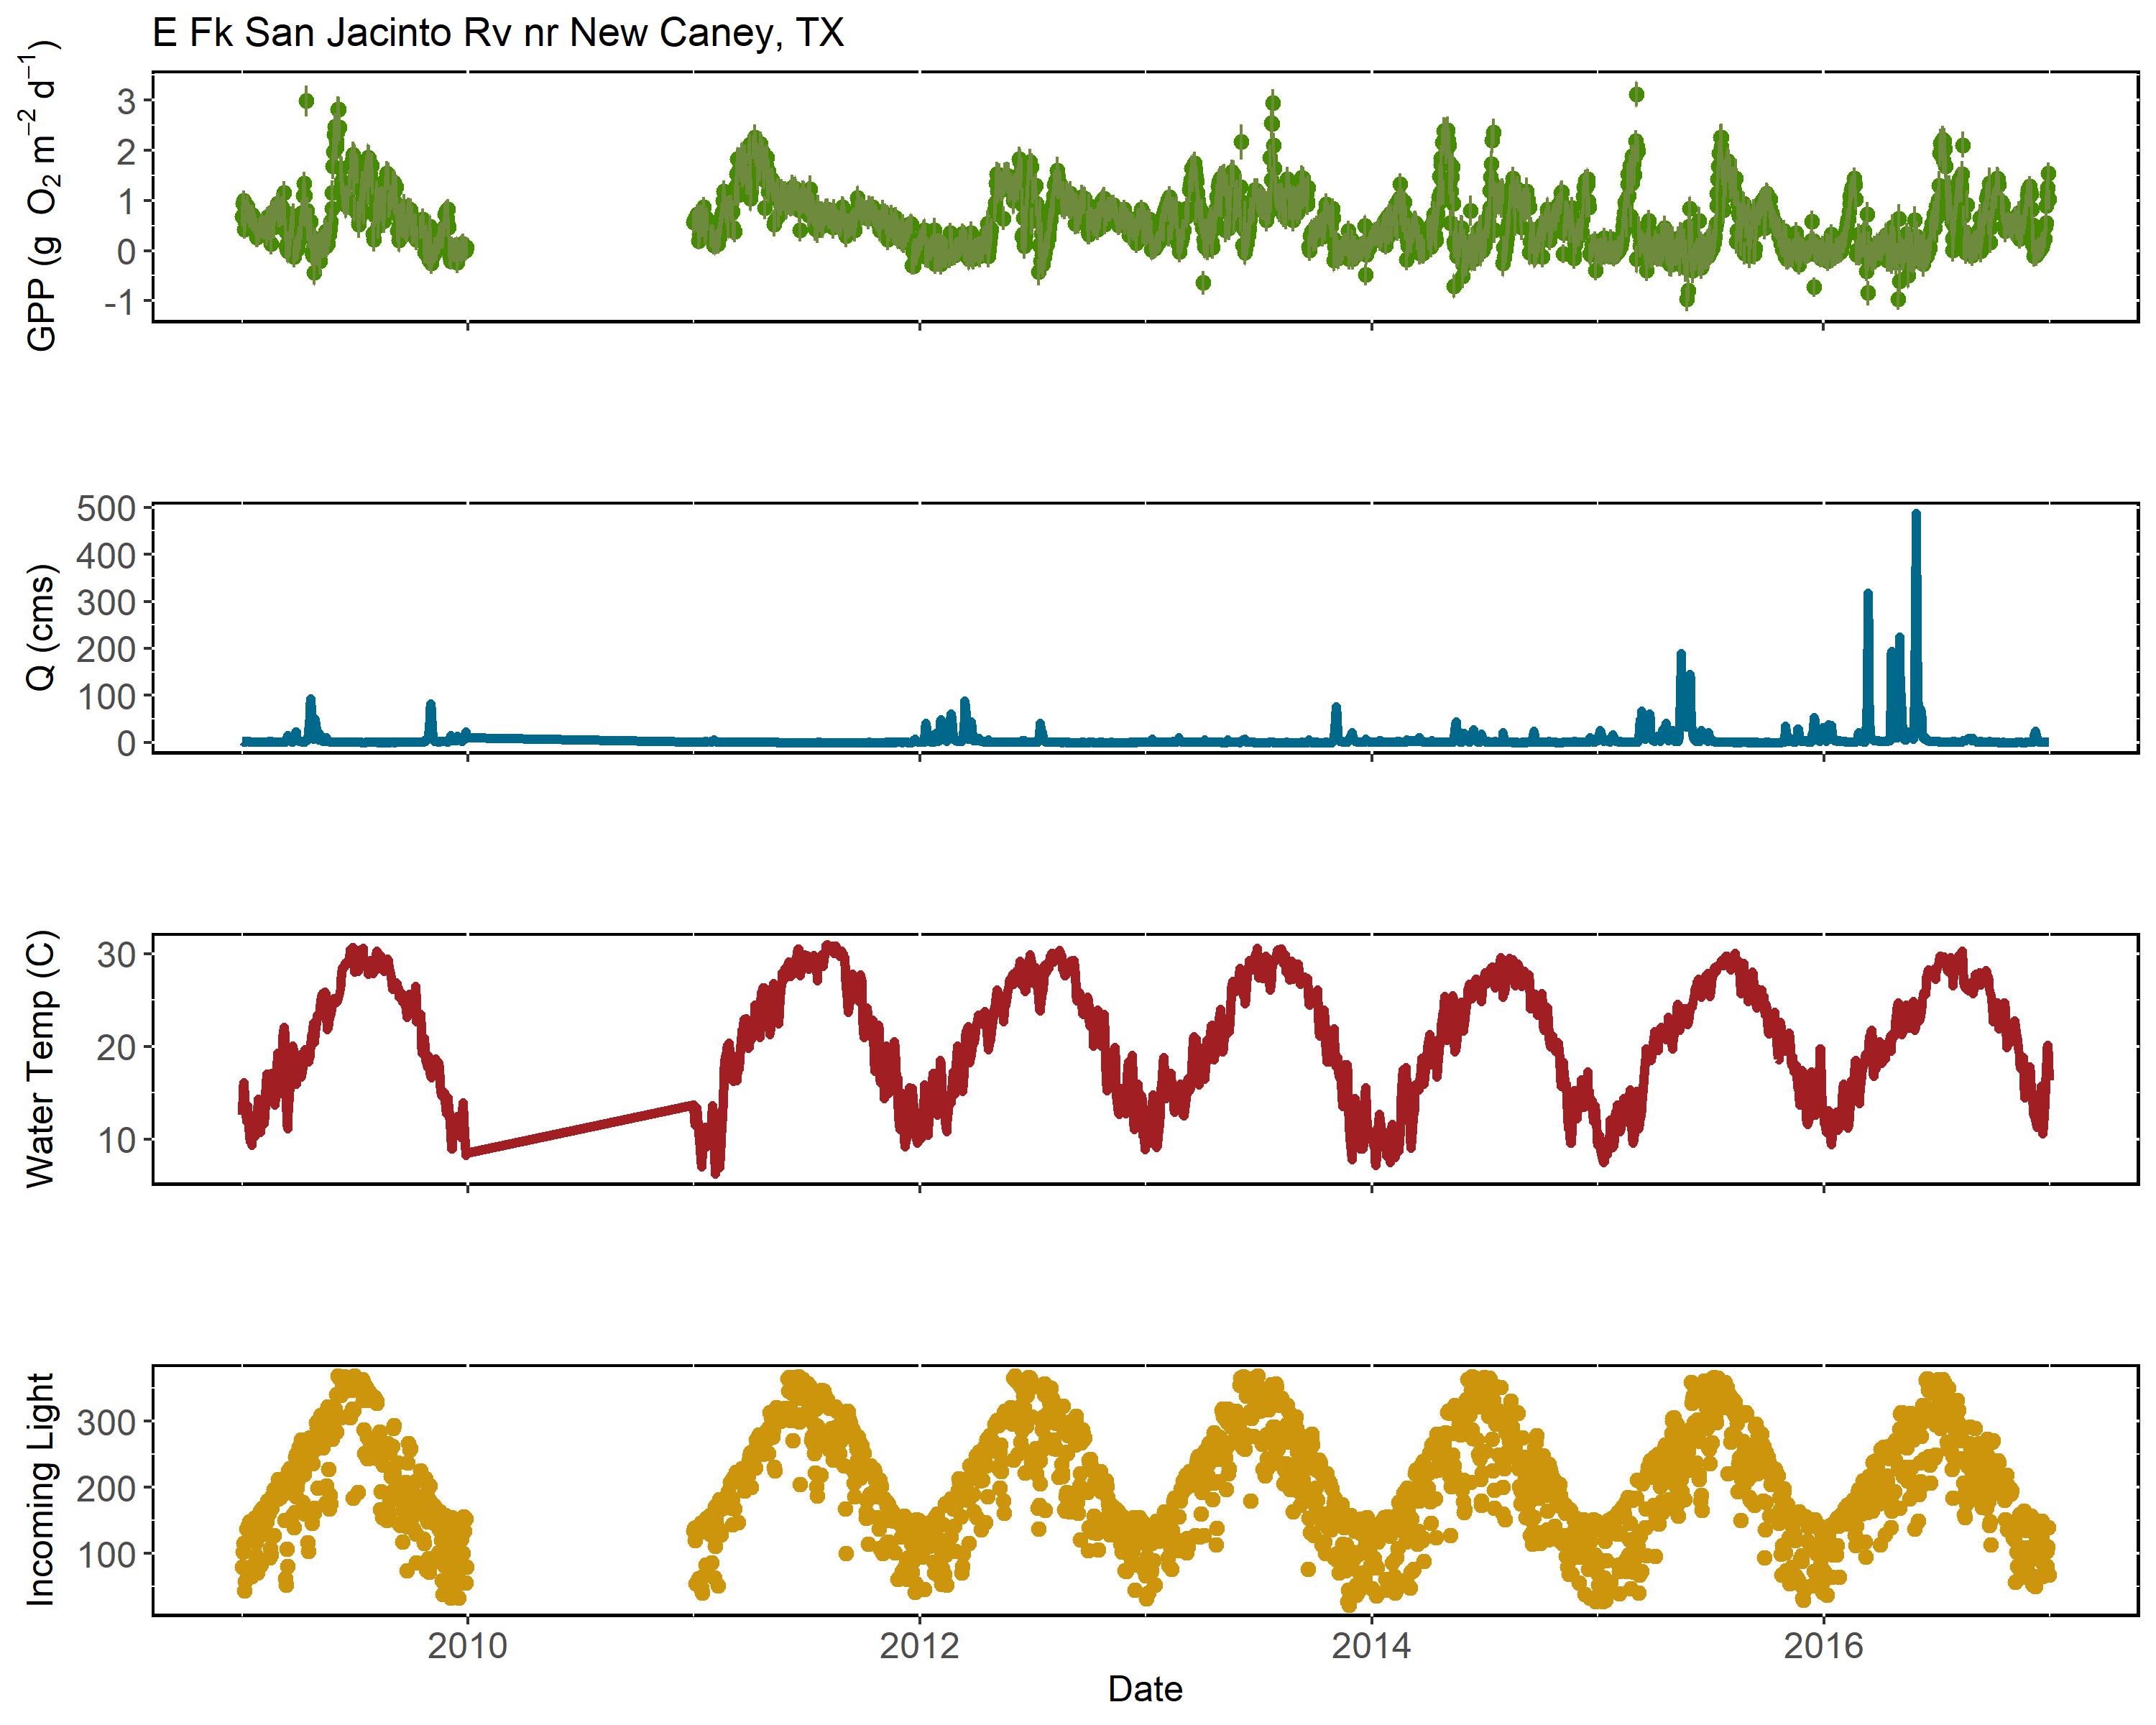 E Fk San Jacinto Rv nr New Caney, TX
GPP (g O₂ m⁻² d⁻¹)
3
2
1
0
-1
Q (cms)
500
400
300
200
100
0
Water Temp (C)
30
20
10
Incoming Light
300
200
100
2010 2012 2014 2016
Date